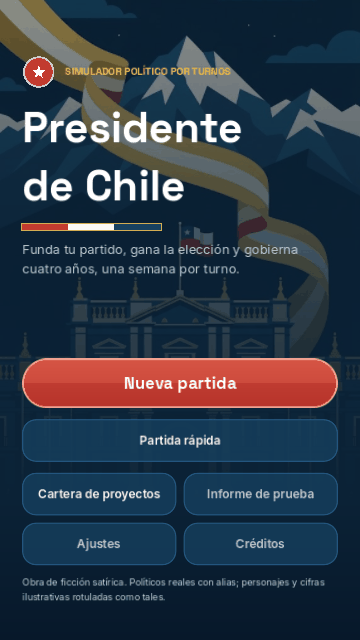 SIMULADOR POLÍTICO POR TURNOS
Presidente
de Chile
Funda tu partido, gana la elección y gobierna
cuatro años, una semana por turno.
Nueva partida
Partida rápida
Cartera de proyectos
Informe de prueba
Ajustes
Créditos
Obra de ficción satírica. Políticos reales con alias; personajes y cifras
ilustrativas rotuladas como tales.